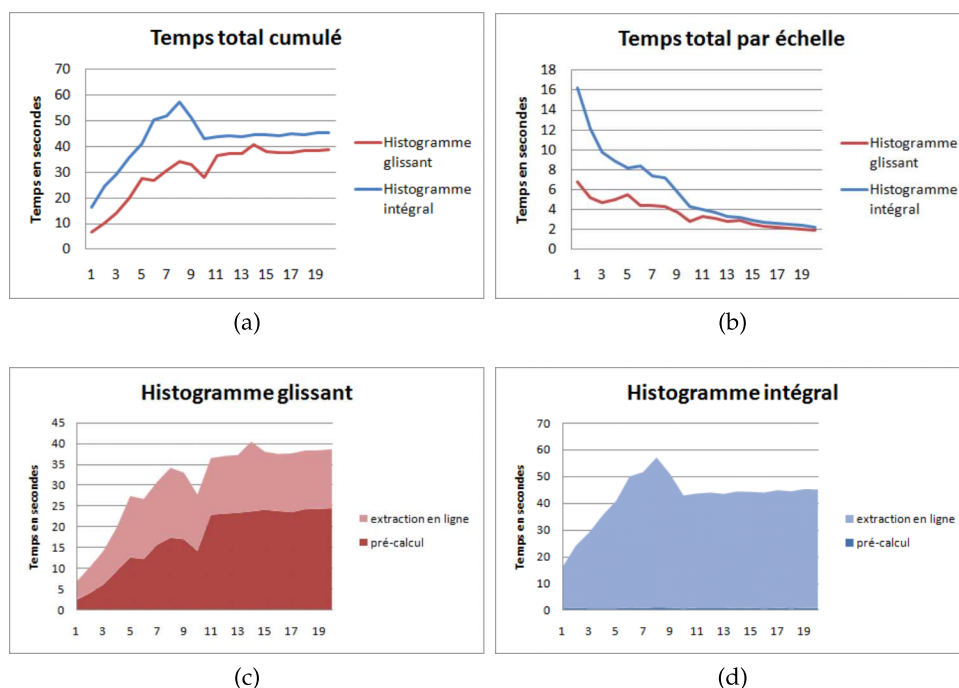 Temps total cumulé
Temps en secondes
70
60
50
40
30
20
10
0
1 3 5 7 9 11 13 15 17 19
Histogramme
glissant
Histogramme
intégral
(a)
Temps total par échelle
Temps en secondes
18
16
14
12
10
8
6
4
2
0
1 3 5 7 9 11 13 15 17 19
Histogramme
glissant
Histogramme
intégral
(b)
Histogramme glissant
Temps en secondes
45
40
35
30
25
20
15
10
5
0
1 3 5 7 9 11 13 15 17 19
extraction en ligne
pré-calcul
(c)
Histogramme intégral
Temps en secondes
70
60
50
40
30
20
10
0
1 3 5 7 9 11 13 15 17 19
extraction en ligne
pré-calcul
(d)